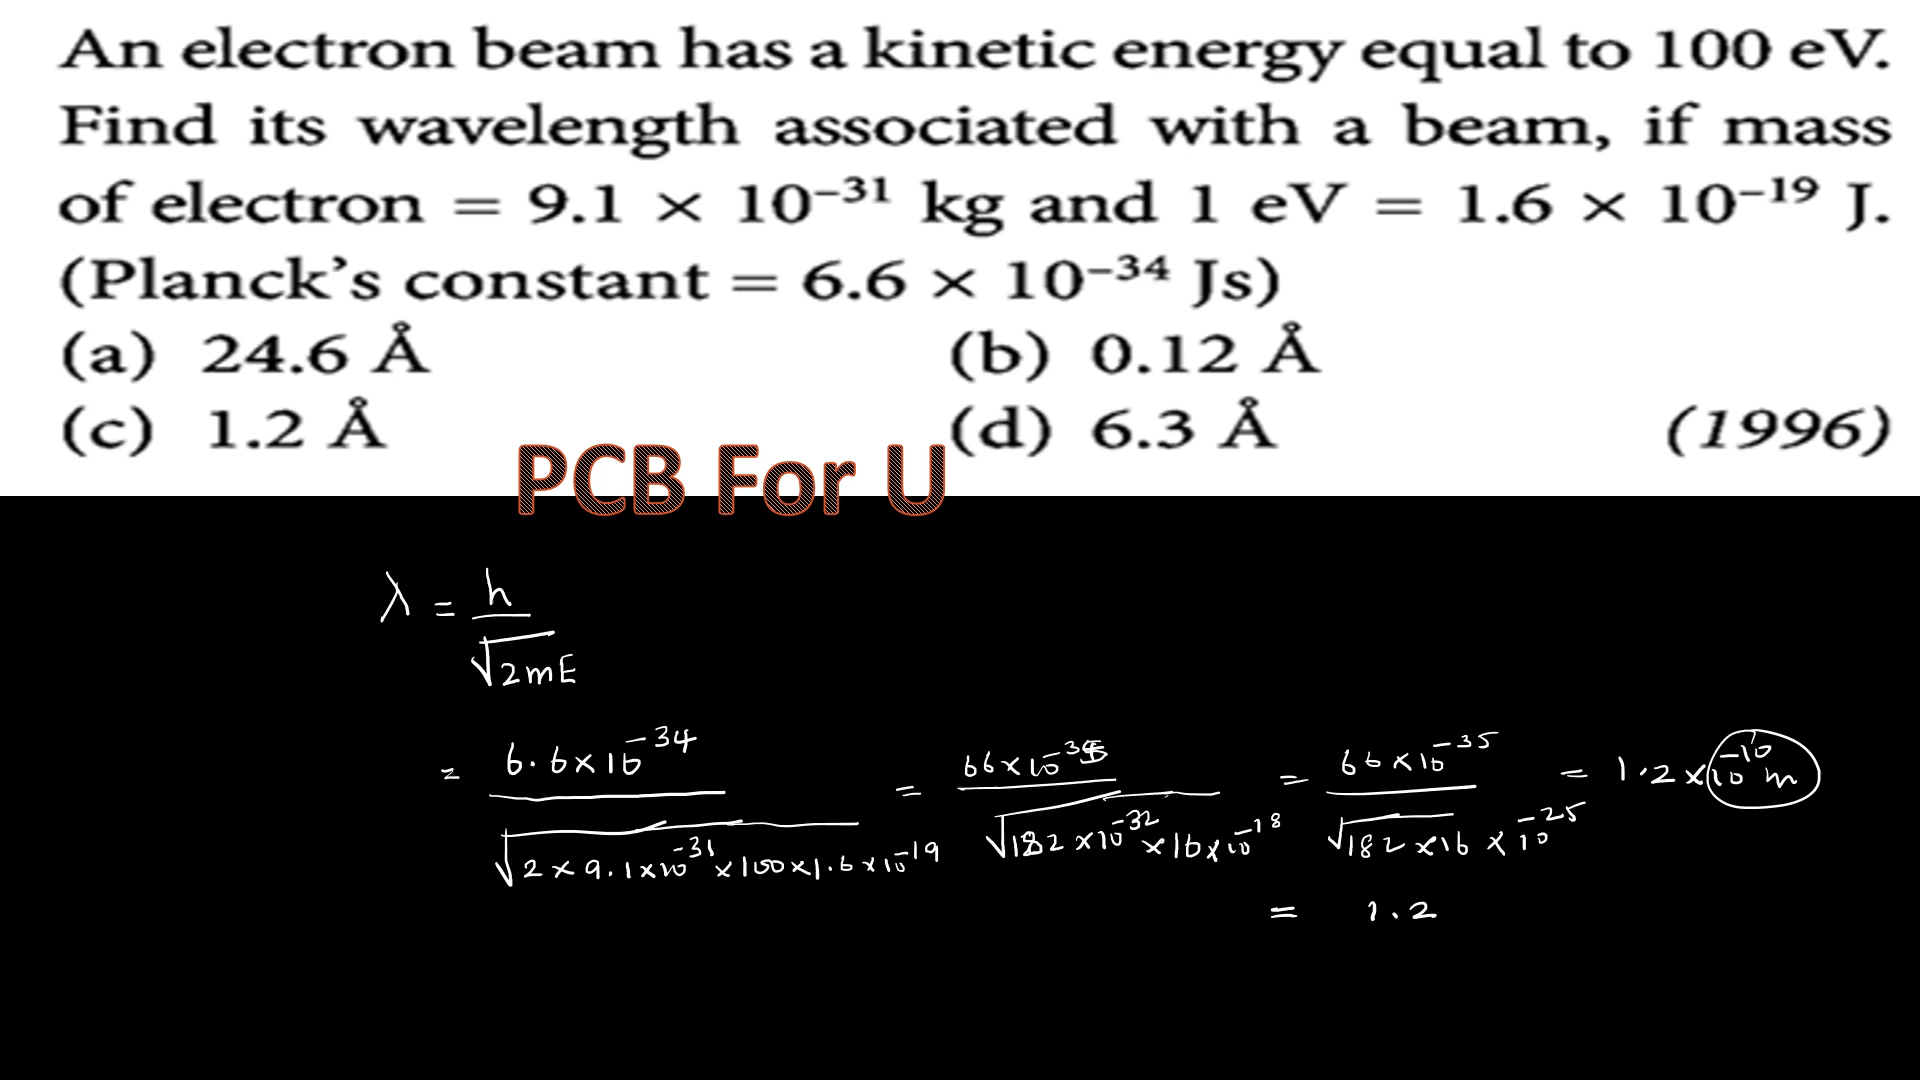 An electron beam has a kinetic energy equal to 100 eV.
Find its wavelength associated with a beam, if mass
of electron = 9.1 × 10⁻³¹ kg and 1 eV = 1.6 × 10⁻¹⁹ J.
(Planck’s constant = 6.6 × 10⁻³⁴ Js)
(a) 24.6 Å (b) 0.12 Å
(c) 1.2 Å (d) 6.3 Å (1996)
PCB For U
λ = h / √2mE
= 6.6×10⁻³⁴ / √2×9.1×10⁻³¹×100×1.6×10⁻¹⁹ = 66×10⁻³⁵ / √182×10⁻³²×16×10⁻¹⁸ = 66×10⁻³⁵ / √182×16 ×10⁻²⁵ = 1.2×10⁻¹⁰ m
= 1.2